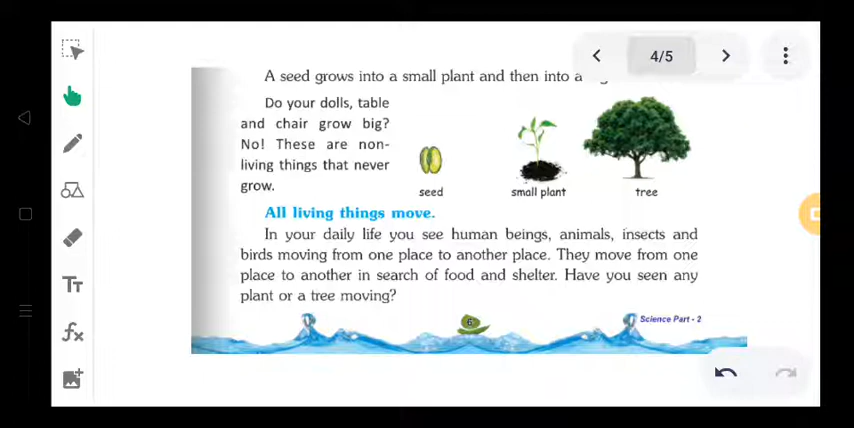 4/5
A seed grows into a small plant and then into a
Do your dolls, table
and chair grow big?
No! These are non-
living things that never
grow.
seed
small plant
tree
All living things move.
In your daily life you see human beings, animals, insects and
birds moving from one place to another place. They move from one
place to another in search of food and shelter. Have you seen any
plant or a tree moving?
6
Science Part - 2
Tт
fx